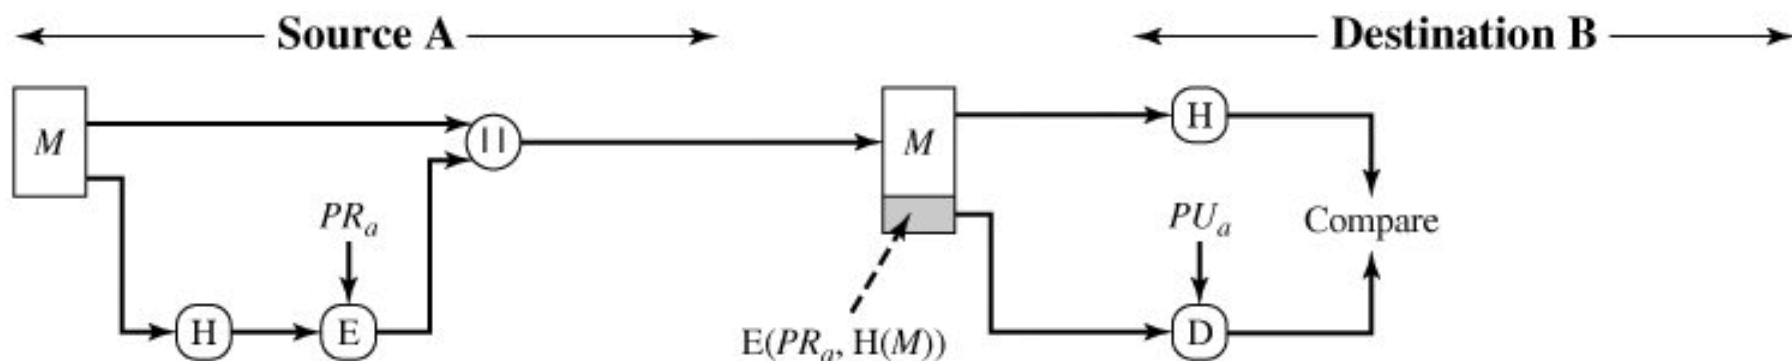 Source A Destination B
M || M H
PR_a PU_a Compare
H E D
E(PR_a, H(M))